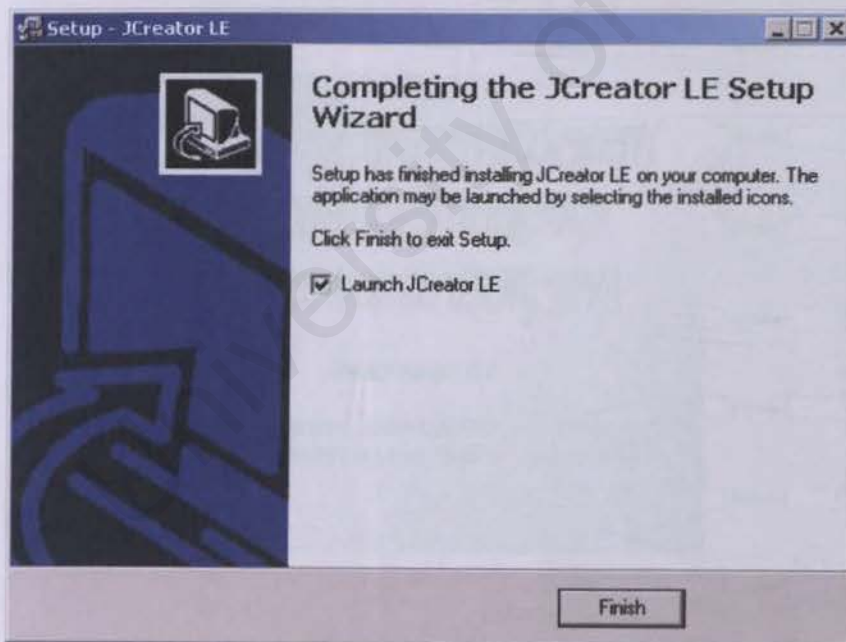 Setup - JCreator LE
Completing the JCreator LE Setup
Wizard
Setup has finished installing JCreator LE on your computer. The
application may be launched by selecting the installed icons.
Click Finish to exit Setup.
Launch JCreator LE
Finish